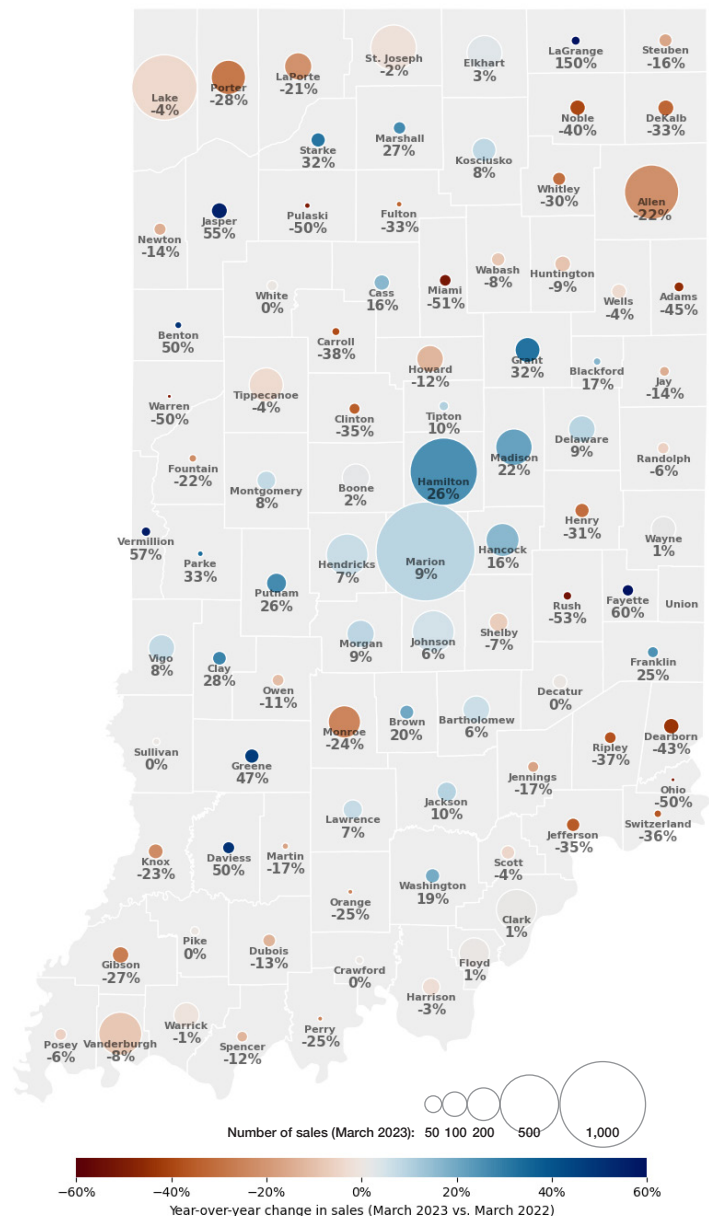 Lake
-4%
Porter
-28%
LaPorte
-21%
St. Joseph
-2%
Elkhart
3%
LaGrange
150%
Steuben
-16%
Noble
-40%
DeKalb
-33%
Starke
32%
Marshall
27%
Kosciusko
8%
Whitley
-30%
Allen
-22%
Newton
-14%
Jasper
55%
Pulaski
-50%
Fulton
-33%
Wabash
-8%
Huntington
-9%
White
0%
Cass
16%
Miami
-51%
Wells
-4%
Adams
-45%
Benton
50%
Carroll
-38%
Howard
-12%
Grant
32%
Blackford
17%
Jay
-14%
Warren
-50%
Tippecanoe
-4%
Clinton
-35%
Tipton
10%
Madison
22%
Delaware
9%
Randolph
-6%
Fountain
-22%
Montgomery
8%
Boone
2%
Hamilton
26%
Vermillion
57%
Parke
33%
Putnam
26%
Hendricks
7%
Marion
9%
Hancock
16%
Henry
-31%
Wayne
1%
Rush
-53%
Fayette
60%
Union
Vigo
8%
Clay
28%
Owen
-11%
Morgan
9%
Johnson
6%
Shelby
-7%
Decatur
0%
Franklin
25%
Sullivan
0%
Greene
47%
Monroe
-24%
Brown
20%
Bartholomew
6%
Jennings
-17%
Ripley
-37%
Dearborn
-43%
Ohio
-50%
Switzerland
-36%
Knox
-23%
Daviess
50%
Martin
-17%
Lawrence
7%
Jackson
10%
Jefferson
-35%
Scott
-4%
Washington
19%
Orange
-25%
Clark
1%
Gibson
-27%
Pike
0%
Dubois
-13%
Crawford
0%
Floyd
1%
Harrison
-3%
Posey
-6%
Vanderburgh
-8%
Warrick
-1%
Spencer
-12%
Perry
-25%
Number of sales (March 2023): 50 100 200 500 1,000
−60% −40% −20% 0% 20% 40% 60%
Year-over-year change in sales (March 2023 vs. March 2022)